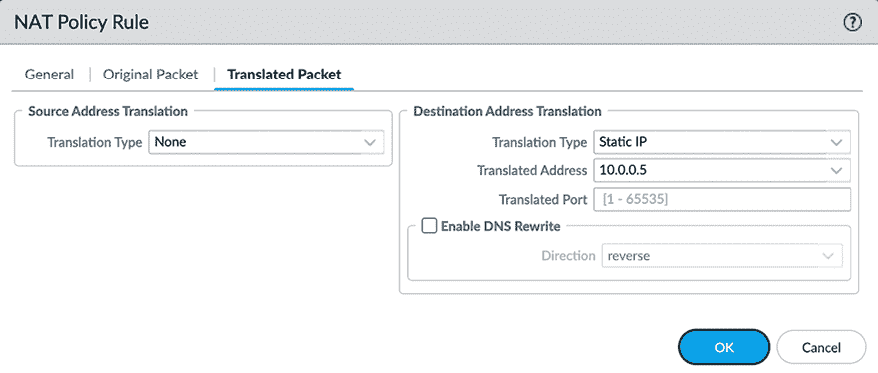 NAT Policy Rule
?
General | Original Packet | Translated Packet
Source Address Translation
Translation Type None
Destination Address Translation
Translation Type Static IP
Translated Address 10.0.0.5
Translated Port [1 - 65535]
Enable DNS Rewrite
Direction reverse
OK Cancel